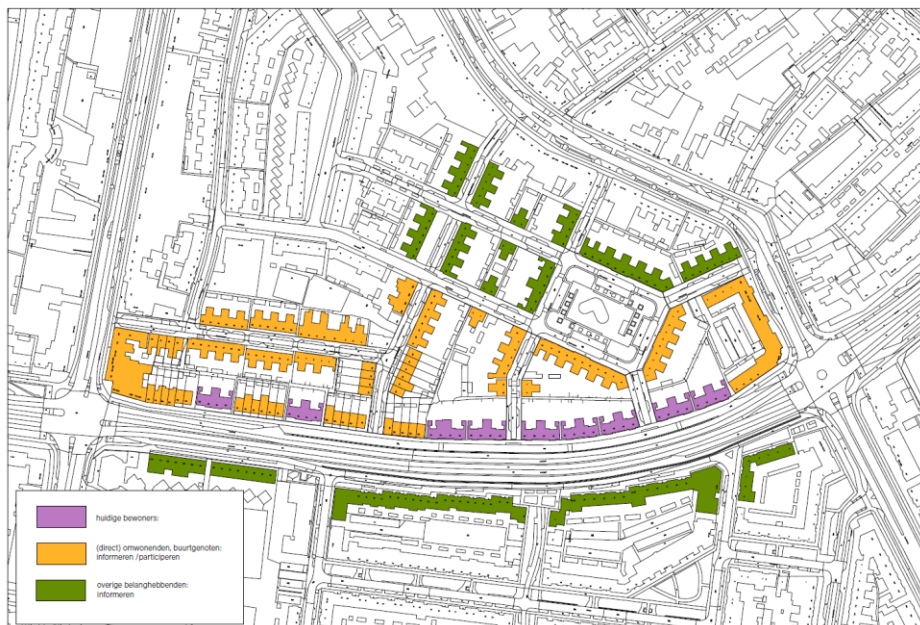 huidige bewoners:
(direct) omwonenden, buurtgenoten:
informeren /participeren
overige belanghebbenden:
informeren